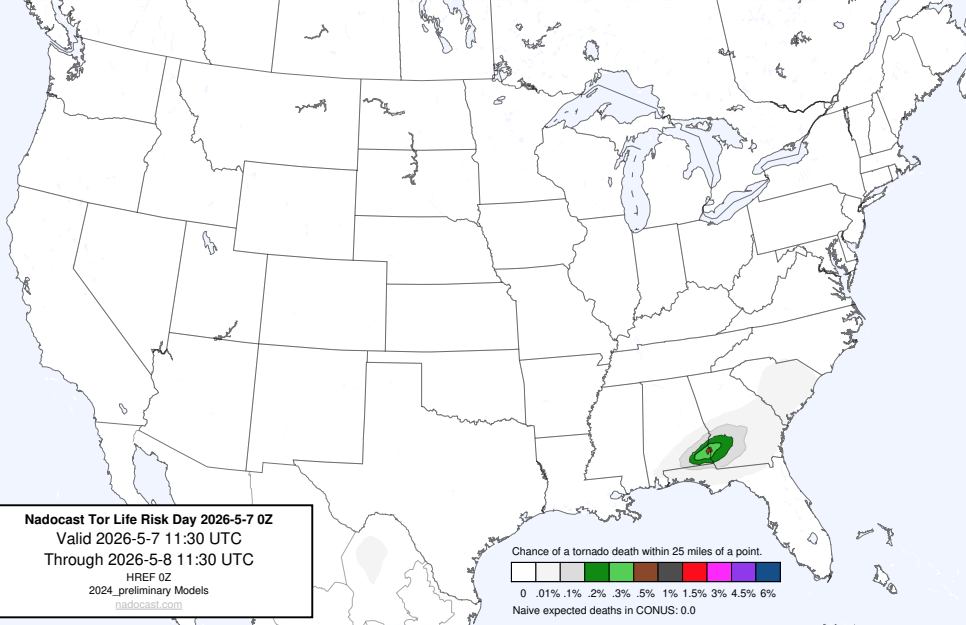 Nadocast Tor Life Risk Day 2026-5-7 0Z
Valid 2026-5-7 11:30 UTC
Through 2026-5-8 11:30 UTC
HREF 0Z
2024_preliminary Models
nadocast.com
Chance of a tornado death within 25 miles of a point.
0 .01% .1% .2% .3% .5% 1% 1.5% 3% 4.5% 6%
Naive expected deaths in CONUS: 0.0